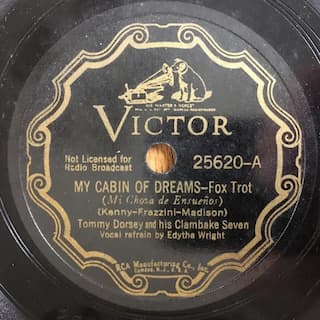 HIS MASTER'S VOICE
VICTOR
Not Licensed for
Radio Broadcast
25620-A
MY CABIN OF DREAMS—Fox Trot
(Mi Choza de Ensueños)
(Kenny-Frazzini-Madison)
Tommy Dorsey and his Clambake Seven
Vocal refrain by Edytha Wright
RCA Manufacturing Co., Inc.
Camden, N.J., U.S.A.